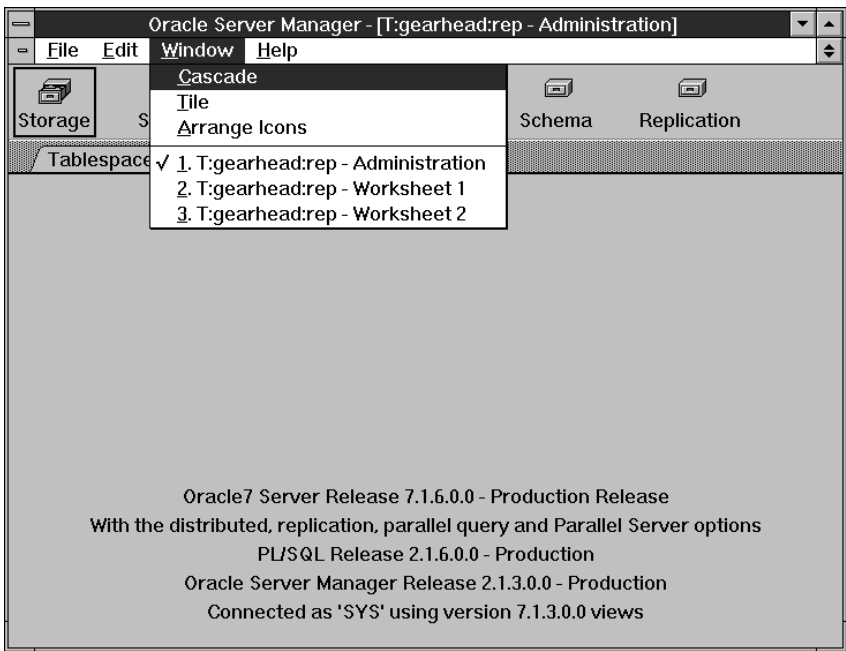 Oracle Server Manager - [T:gearhead:rep - Administration]
File Edit Window Help
Cascade
Tile
Arrange Icons
1. T:gearhead:rep - Administration
2. T:gearhead:rep - Worksheet 1
3. T:gearhead:rep - Worksheet 2
Storage S Schema Replication
Tablespace
Oracle7 Server Release 7.1.6.0.0 - Production Release
With the distributed, replication, parallel query and Parallel Server options
PL/SQL Release 2.1.6.0.0 - Production
Oracle Server Manager Release 2.1.3.0.0 - Production
Connected as 'SYS' using version 7.1.3.0.0 views